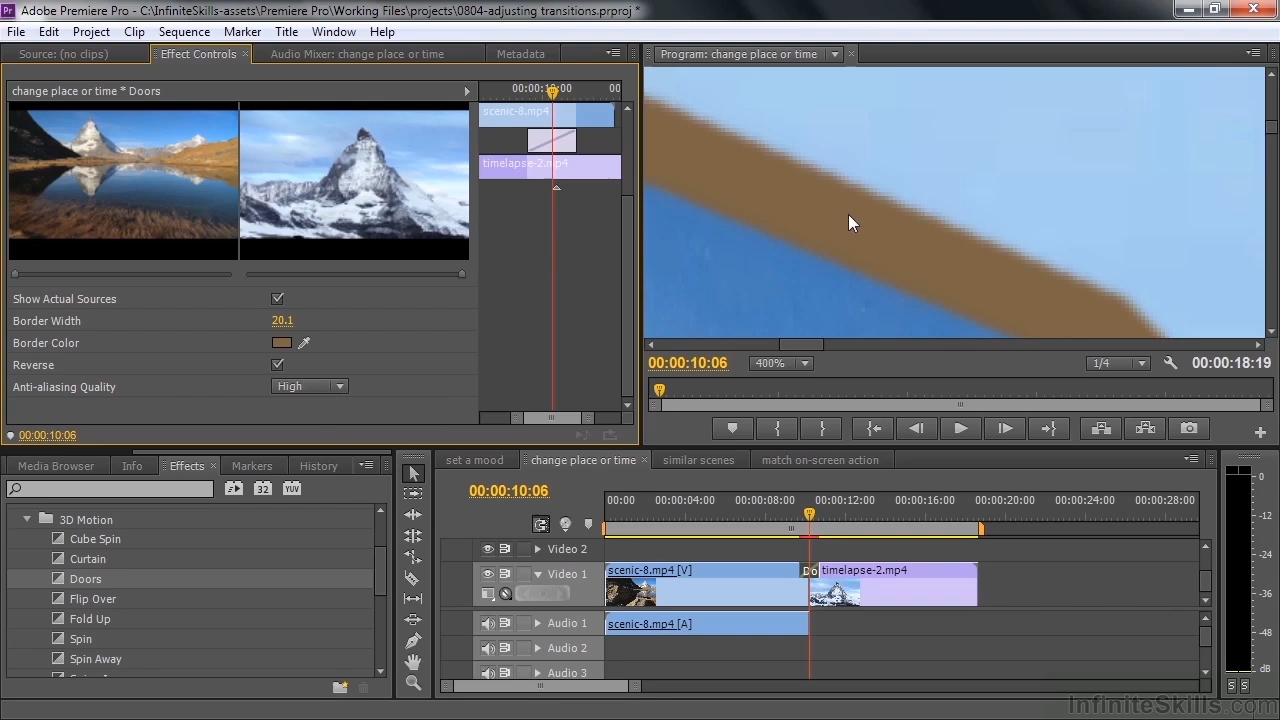 Adobe Premiere Pro - C:\InfiniteSkills-assets\Premiere Pro\Working Files\projects\0804-adjusting transitions.prproj *
File Edit Project Clip Sequence Marker Title Window Help
Source: (no clips) Effect Controls Audio Mixer: change place or time Metadata
Program: change place or time
change place or time * Doors
00:00:10:00 00
scenic-8.mp4
timelapse-2.mp4
Show Actual Sources
Border Width 20.1
Border Color
Reverse
Anti-aliasing Quality High
00:00:10:06
00:00:10:06 400% 1/4 00:00:18:19
Media Browser Info Effects Markers History
32 YUV
3D Motion
Cube Spin
Curtain
Doors
Flip Over
Fold Up
Spin
Spin Away
set a mood change place or time similar scenes match on-screen action
00:00:10:06
00:00 00:00:04:00 00:00:08:00 00:00:12:00 00:00:16:00 00:00:20:00 00:00:24:00 00:00:28:00
Video 2
Video 1 scenic-8.mp4 [V] Do timelapse-2.mp4
Audio 1 scenic-8.mp4 [A]
Audio 2
Audio 3
0
-12
-24
-36
-48
dB
S S
InfiniteSkills.com